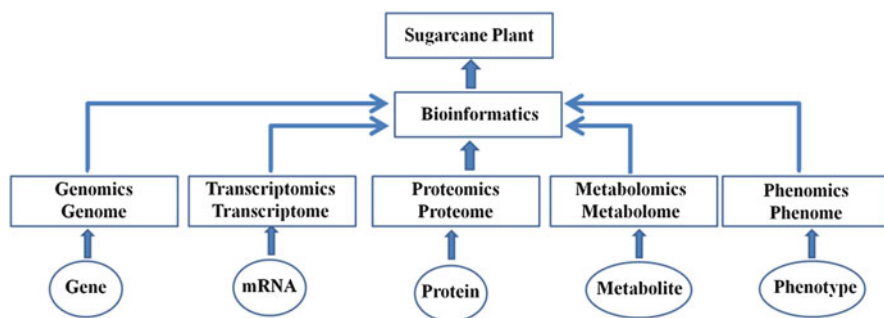 Sugarcane Plant
Bioinformatics
Genomics
Genome
Transcriptomics
Transcriptome
Proteomics
Proteome
Metabolomics
Metabolome
Phenomics
Phenome
Gene
mRNA
Protein
Metabolite
Phenotype